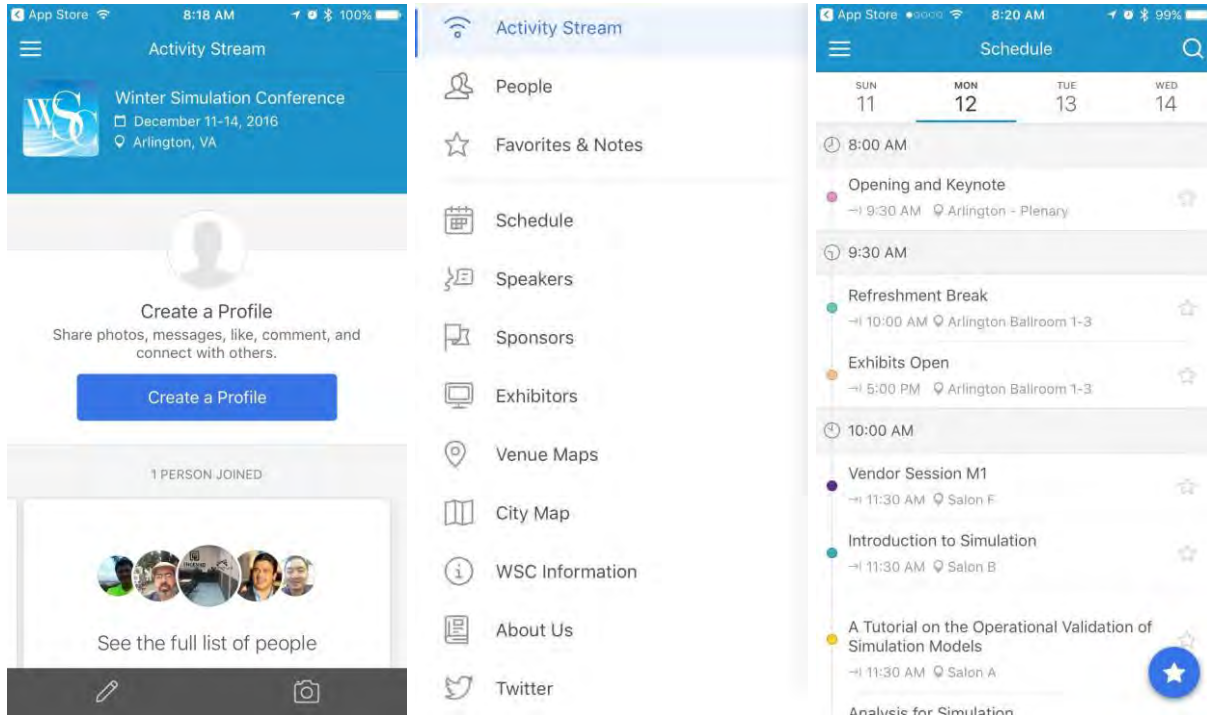 App Store 8:18 AM 100%
Activity Stream
WSC
Winter Simulation Conference
December 11-14, 2016
Arlington, VA
Create a Profile
Share photos, messages, like, comment, and
connect with others.
Create a Profile
1 PERSON JOINED
See the full list of people
Activity Stream
People
Favorites & Notes
Schedule
Speakers
Sponsors
Exhibitors
Venue Maps
City Map
WSC Information
About Us
Twitter
App Store 8:20 AM 99%
Schedule
SUN MON TUE WED
11 12 13 14
8:00 AM
Opening and Keynote
9:30 AM Arlington - Plenary
9:30 AM
Refreshment Break
10:00 AM Arlington Ballroom 1-3
Exhibits Open
5:00 PM Arlington Ballroom 1-3
10:00 AM
Vendor Session M1
11:30 AM Salon F
Introduction to Simulation
11:30 AM Salon B
A Tutorial on the Operational Validation of
Simulation Models
11:30 AM Salon A
Analysis for Simulation